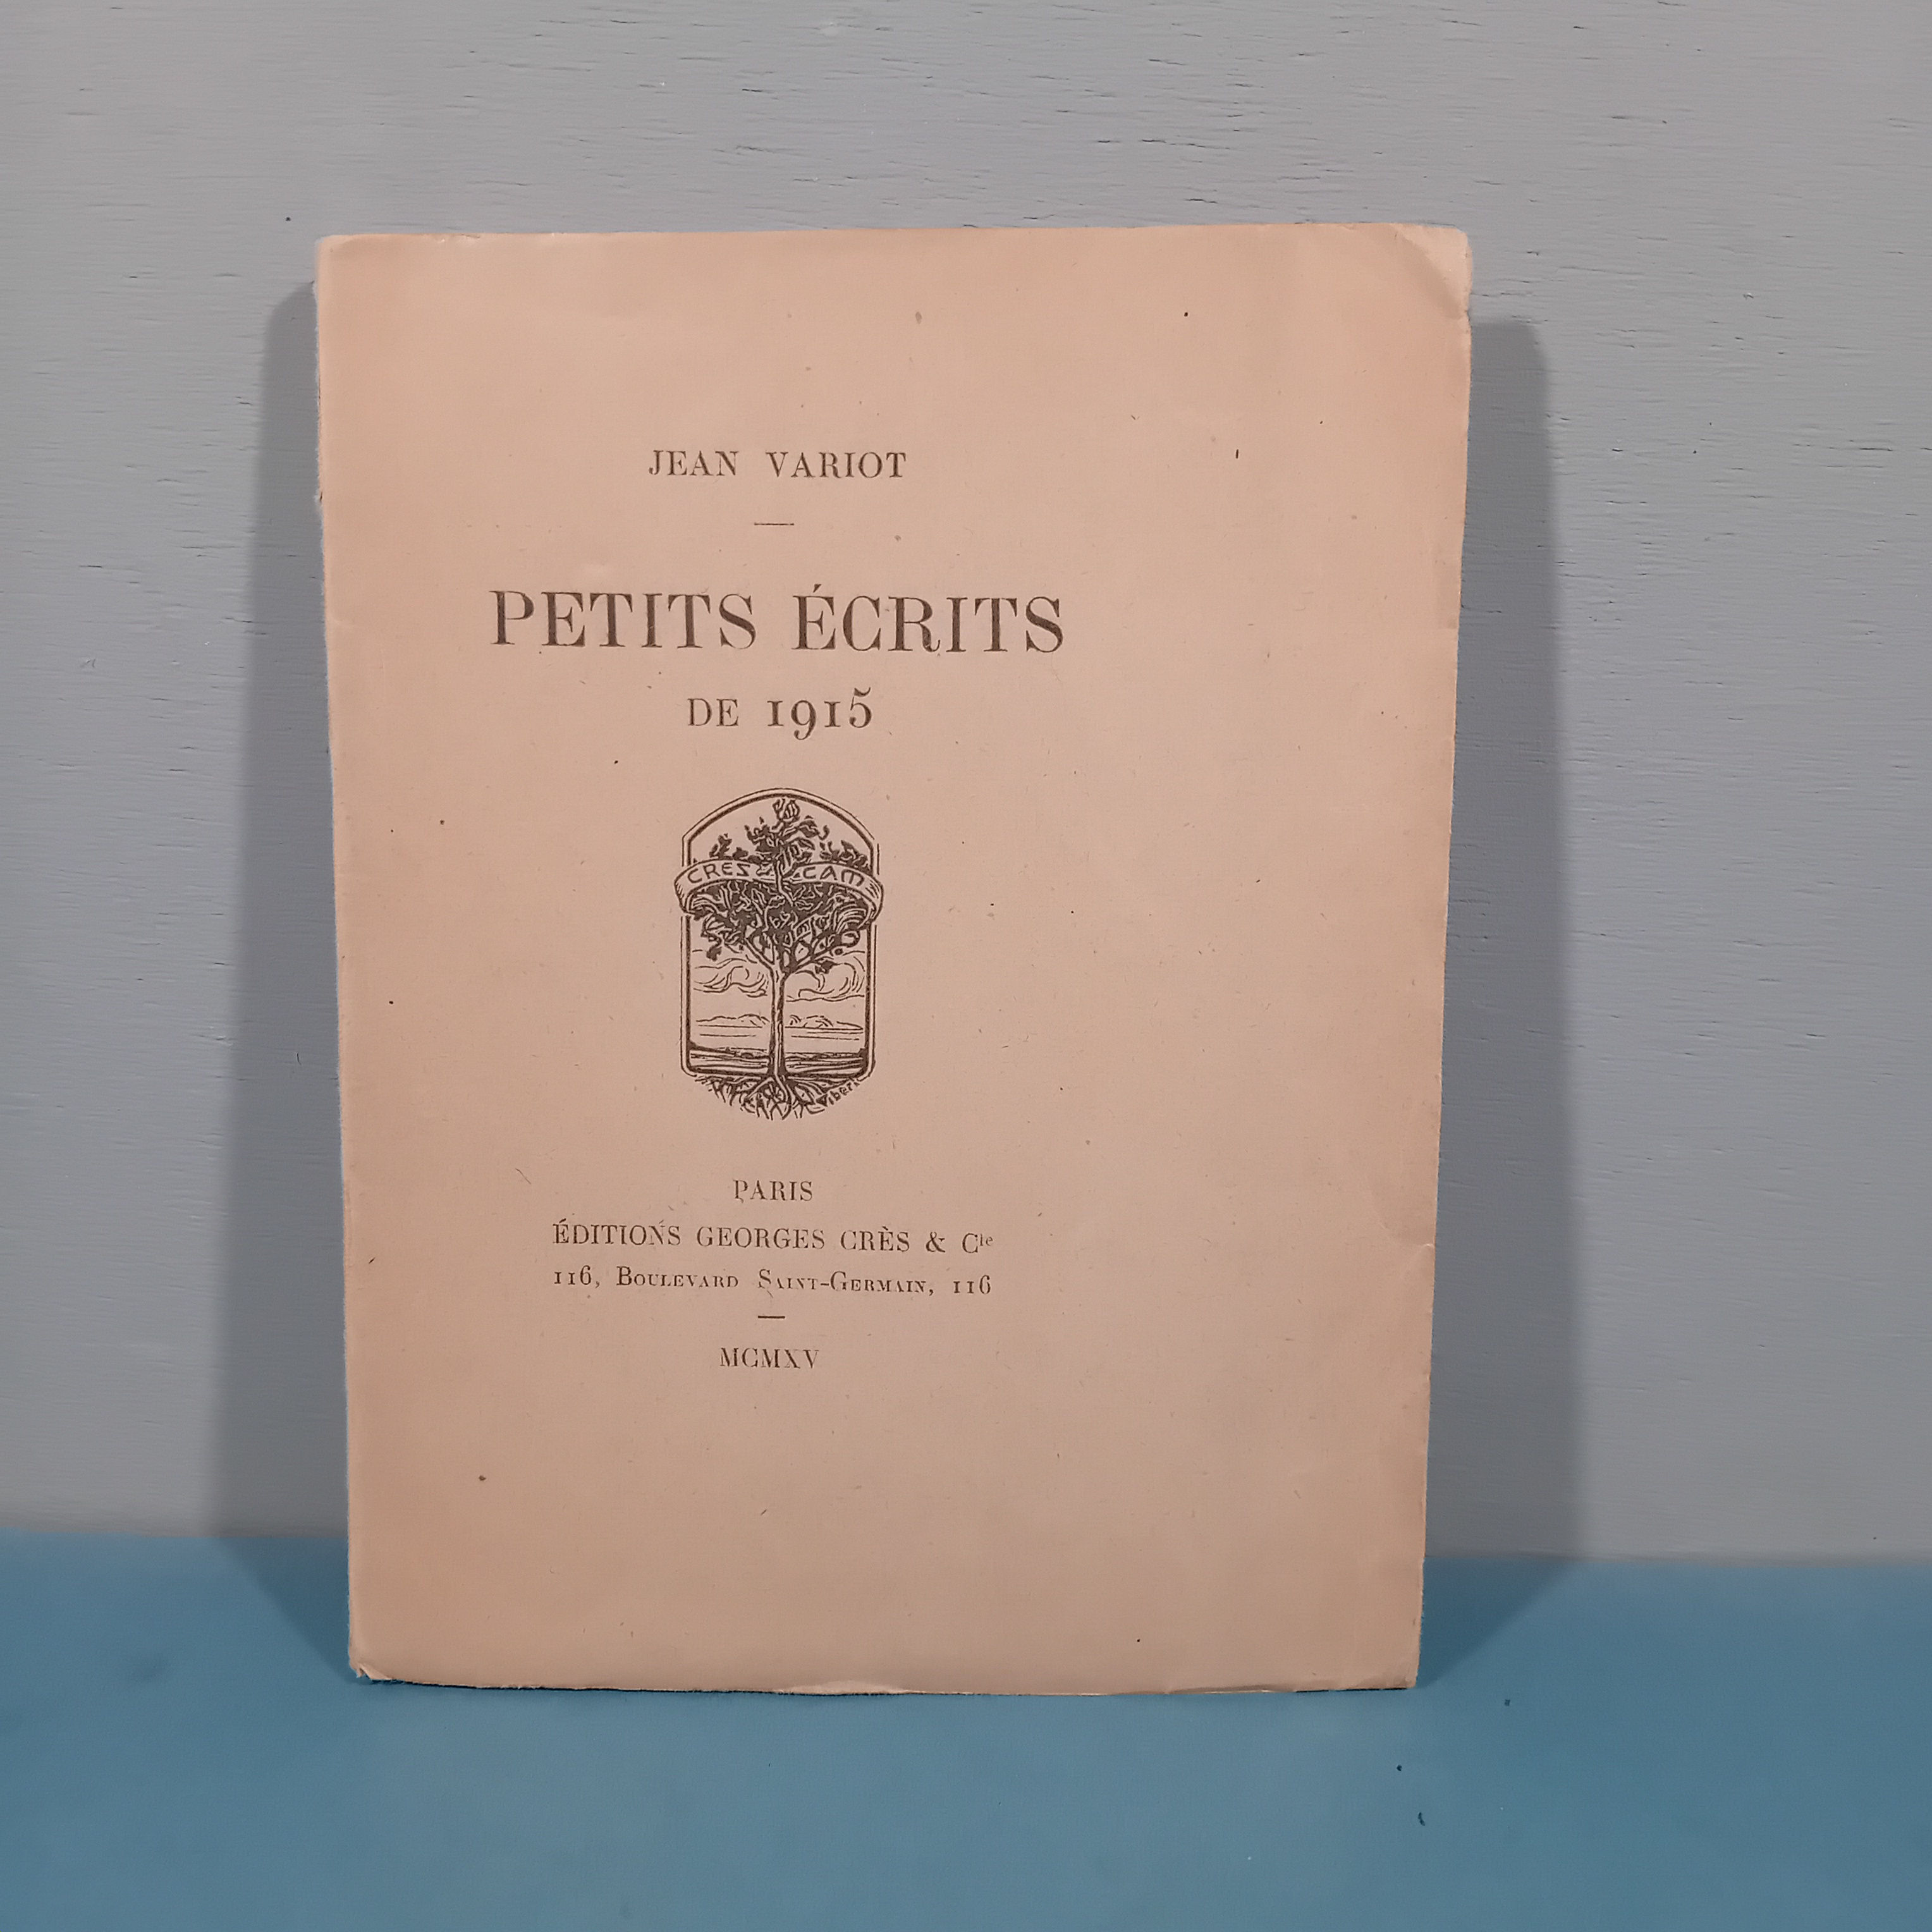 JEAN VARIOT
PETITS ÉCRITS
DE 1915
CRES CAM
PARIS
ÉDITIONS GEORGES CRÈS & Cie
116, Boulevard Saint-Germain, 116
MCMXV